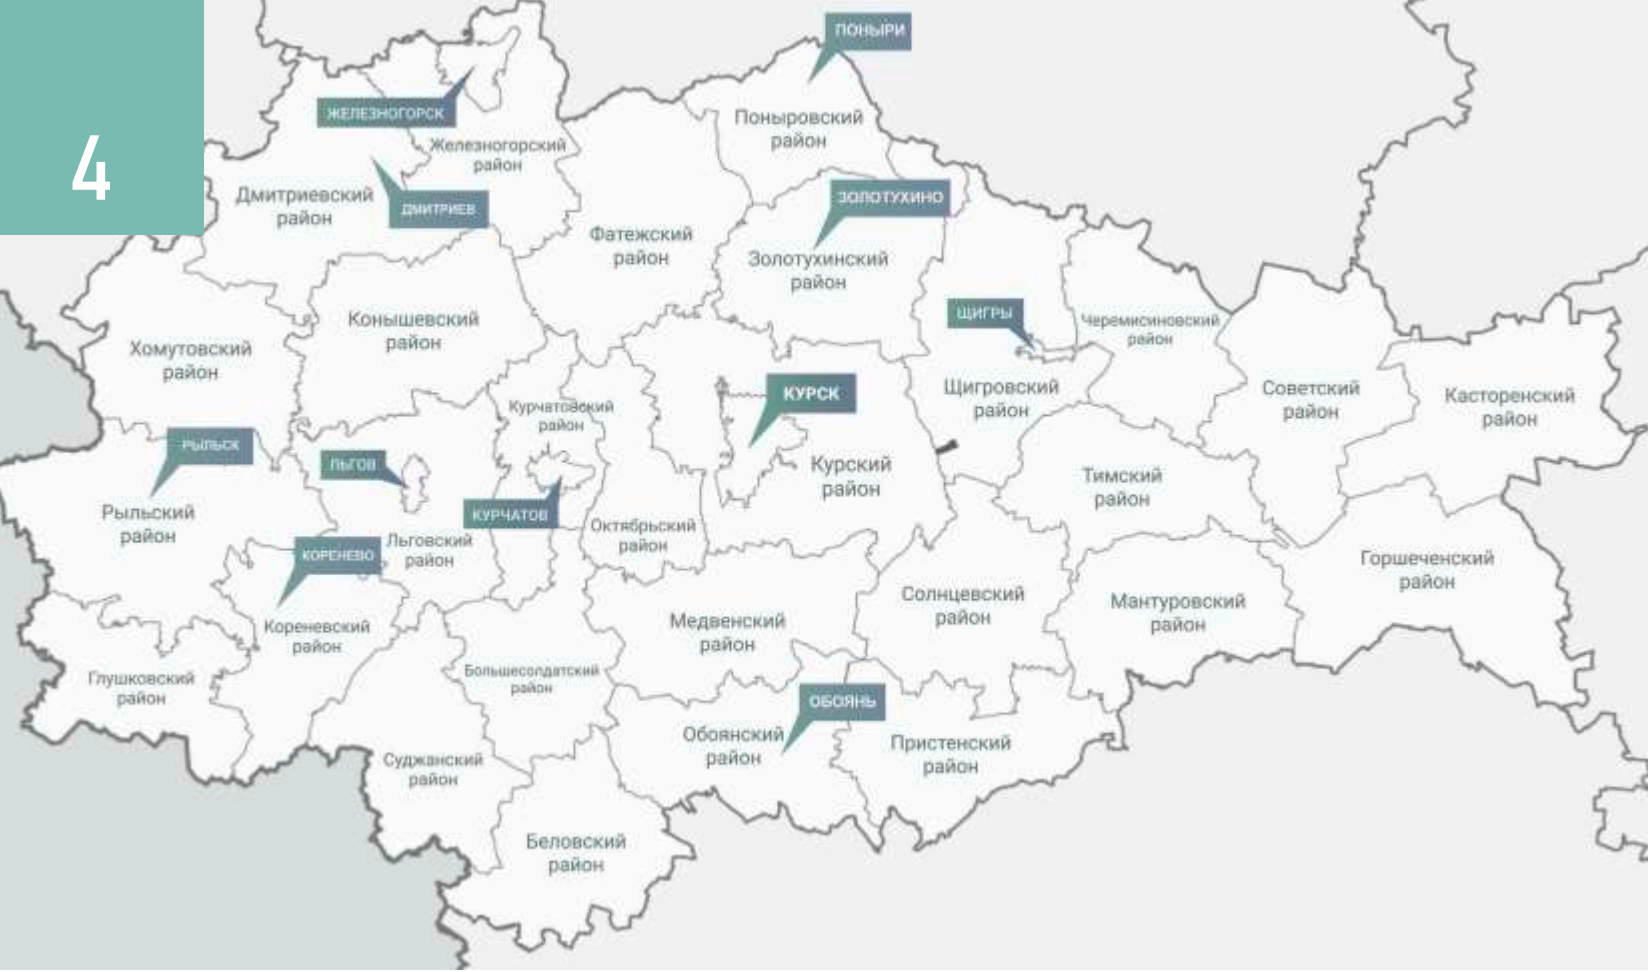 4
ПОНЫРИ
ЖЕЛЕЗНОГОРСК
Поныровский
район
Железногорский
район
Дмитриевский
район
ДМИТРИЕВ
ЗОЛОТУХИНО
Фатежский
район
Золотухинский
район
Конышевский
район
ЩИГРЫ
Черемисиновский
район
Хомутовский
район
КУРСК
Щигровский
район
Советский
район
Касторенский
район
Курчатовский
район
РЫЛЬСК
ЛЬГОВ
Курский
район
Тимский
район
Рыльский
район
КУРЧАТОВ
Октябрьский
район
Льговский
район
КОРЕНЕВО
Горшеченский
район
Солнцевский
район
Мантуровский
район
Медвенский
район
Кореневский
район
Большесолдатский
район
Глушковский
район
ОБОЯНЬ
Обоянский
район
Пристенский
район
Суджанский
район
Беловский
район